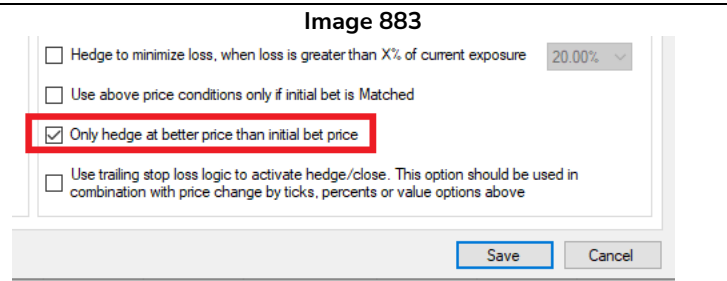 Image 883
Hedge to minimize loss, when loss is greater than X% of current exposure 20.00%
Use above price conditions only if initial bet is Matched
Only hedge at better price than initial bet price
Use trailing stop loss logic to activate hedge/close. This option should be used in
combination with price change by ticks, percents or value options above
Save Cancel